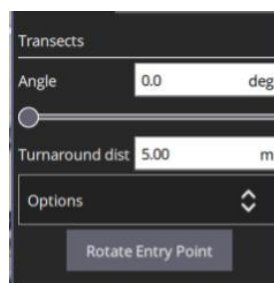 Transects
Angle 0.0 deg
Turnaround dist 5.00 m
Options
Rotate Entry Point